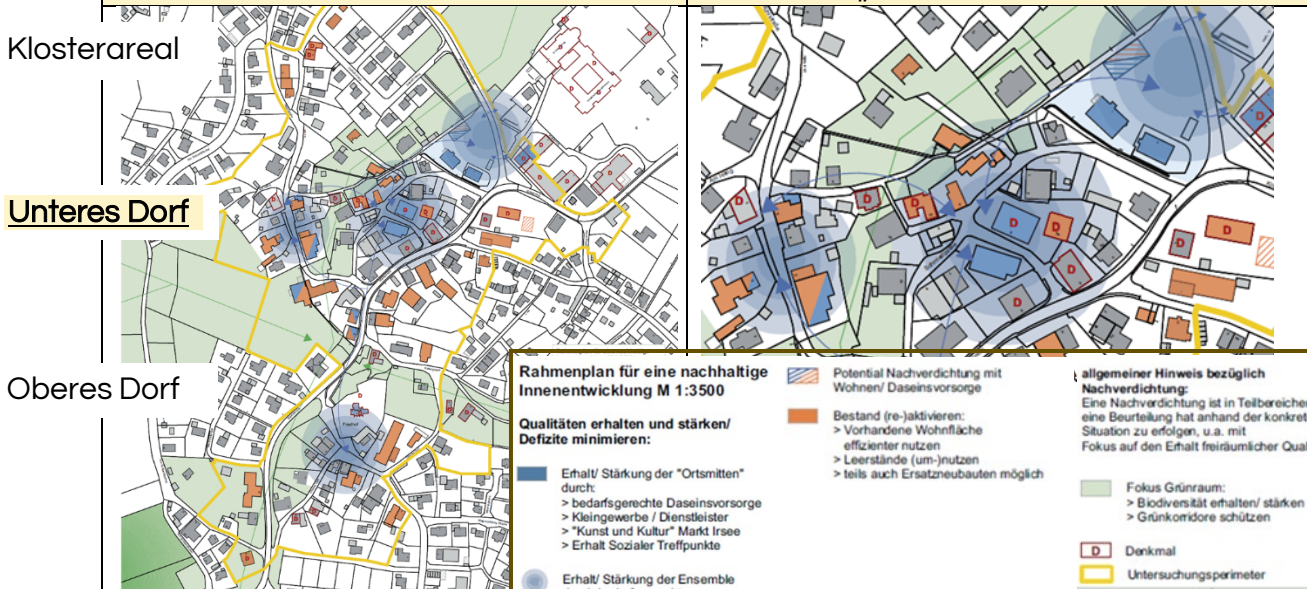 Klosterareal
Unteres Dorf
Oberes Dorf
Friedhof
Rahmenplan für eine nachhaltige
Innenentwicklung M 1:3500
Qualitäten erhalten und stärken/
Defizite minimieren:
Erhalt/ Stärkung der "Ortsmitten"
durch:
> bedarfsgerechte Daseinsvorsorge
> Kleingewerbe / Dienstleister
> "Kunst und Kultur" Markt Irsee
> Erhalt Sozialer Treffpunkte
Erhalt/ Stärkung der Ensemble
Potential Nachverdichtung mit
Wohnen/ Daseinsvorsorge
Bestand (re-)aktivieren:
> Vorhandene Wohnfläche
effizienter nutzen
> Leerstände (um-)nutzen
> teils auch Ersatzneubauten möglich
allgemeiner Hinweis bezüglich
Nachverdichtung:
Eine Nachverdichtung ist in Teilbereichen
eine Beurteilung hat anhand der konkret
Situation zu erfolgen, u.a. mit
Fokus auf den Erhalt freiräumlicher Qual
Fokus Grünraum:
> Biodiversität erhalten/ stärken
> Grünkorridore schützen
D Denkmal
Untersuchungsperimeter